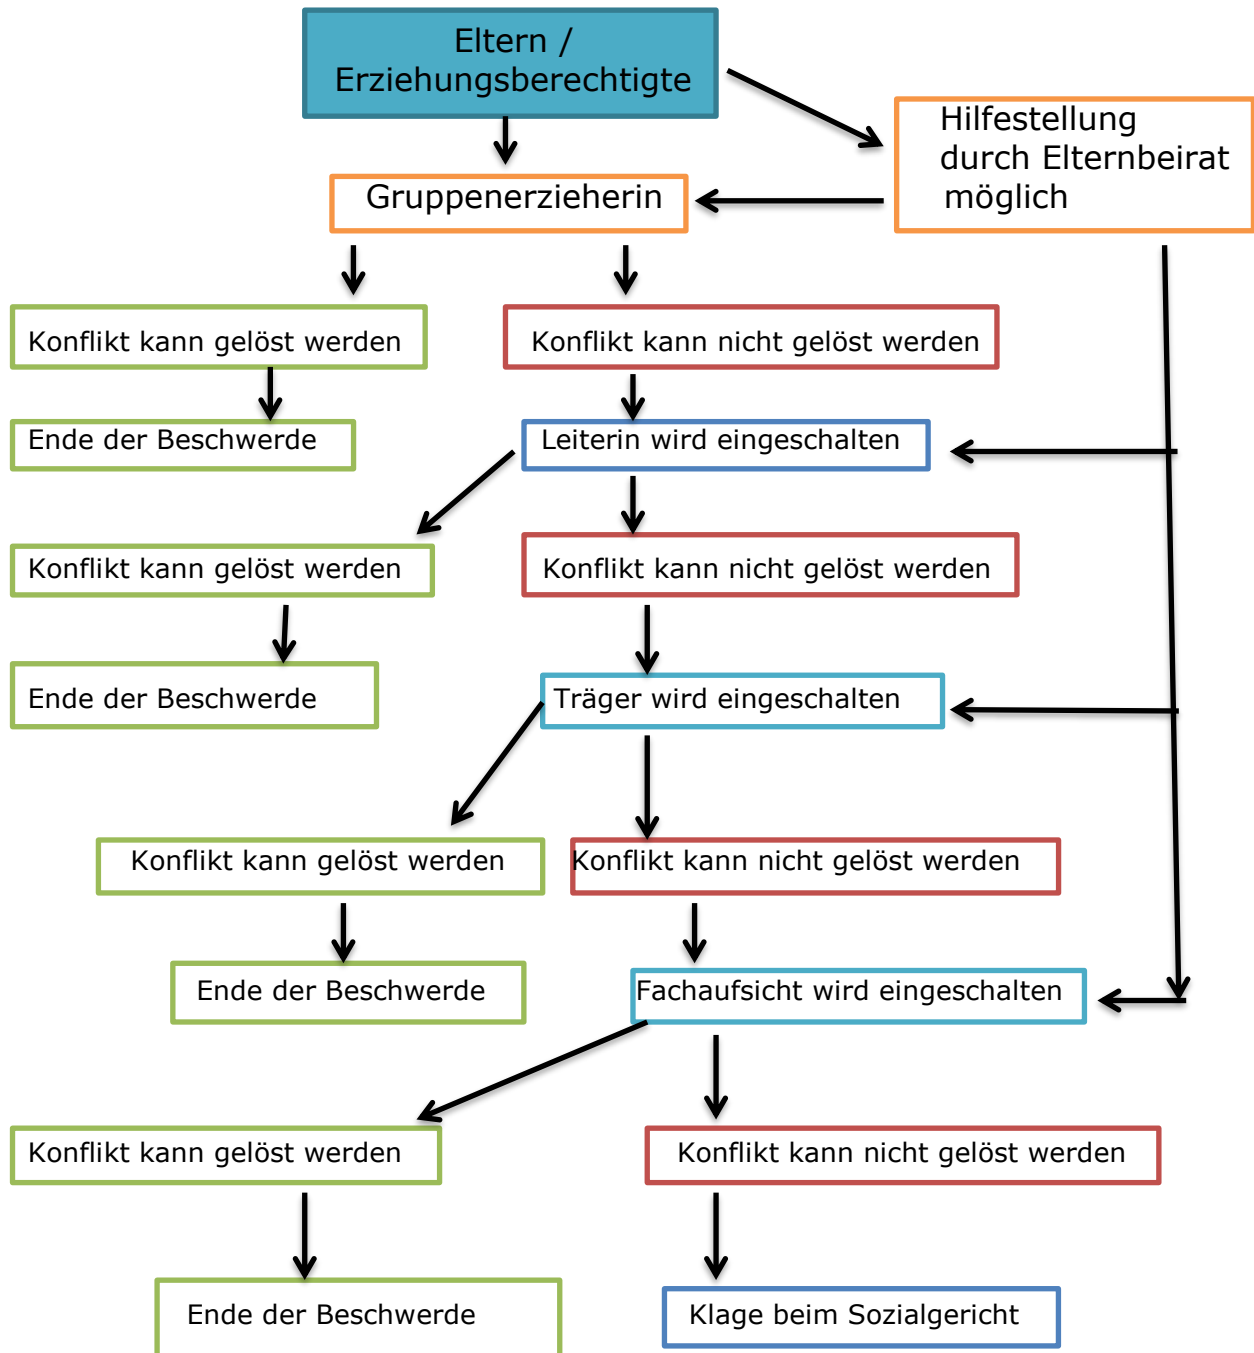 Eltern /
Erziehungsberechtigte
Hilfestellung
durch Elternbeirat
möglich
Gruppenerzieherin
Konflikt kann gelöst werden
Konflikt kann nicht gelöst werden
Ende der Beschwerde
Leiterin wird eingeschalten
Konflikt kann gelöst werden
Konflikt kann nicht gelöst werden
Ende der Beschwerde
Träger wird eingeschalten
Konflikt kann gelöst werden
Konflikt kann nicht gelöst werden
Ende der Beschwerde
Fachaufsicht wird eingeschalten
Konflikt kann gelöst werden
Konflikt kann nicht gelöst werden
Ende der Beschwerde
Klage beim Sozialgericht